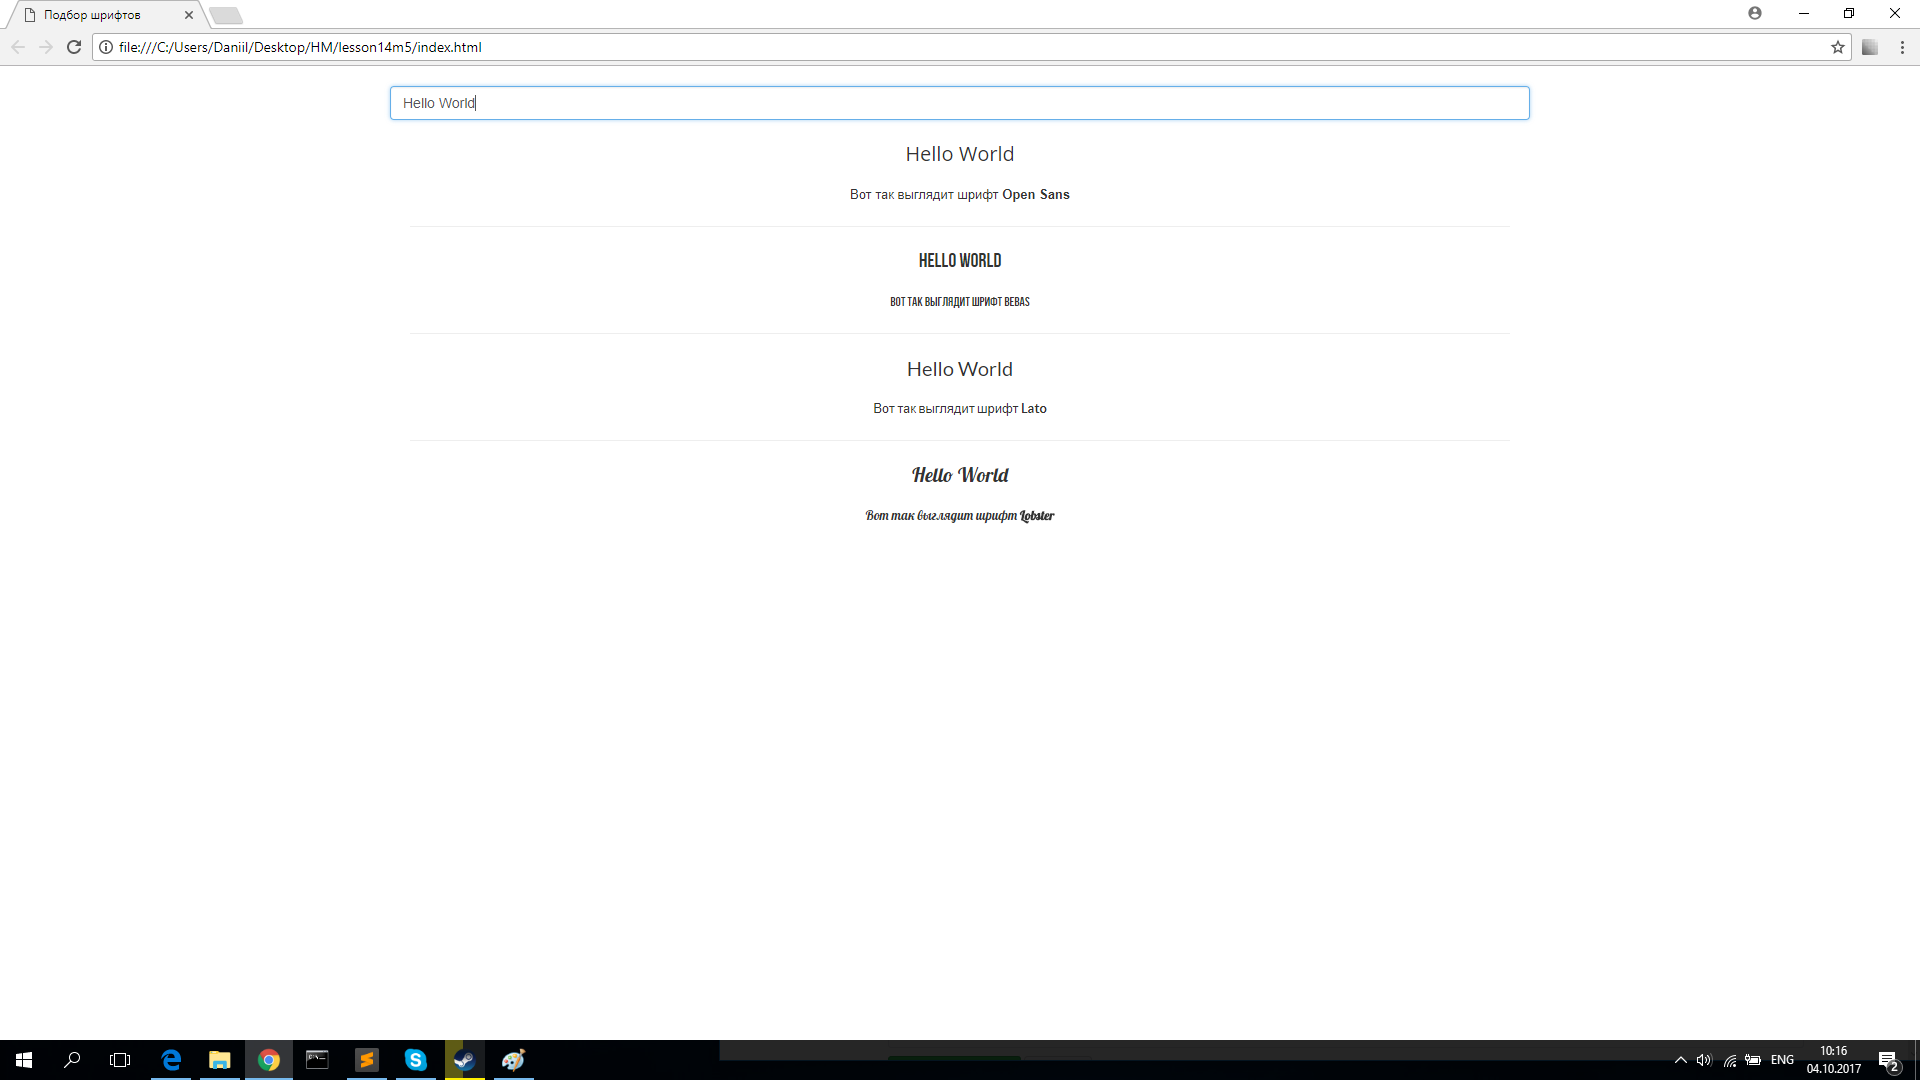 Подбор шрифтов
file:///C:/Users/Daniil/Desktop/HM/lesson14m5/index.html
Hello World
Hello World
Вот так выглядит шрифт Open Sans
HELLO WORLD
ВОТ ТАК ВЫГЛЯДИТ ШРИФТ BEBAS
Hello World
Вот так выглядит шрифт Lato
Hello World
Вот так выглядит шрифт Lobster
ENG
10:16
04.10.2017
2